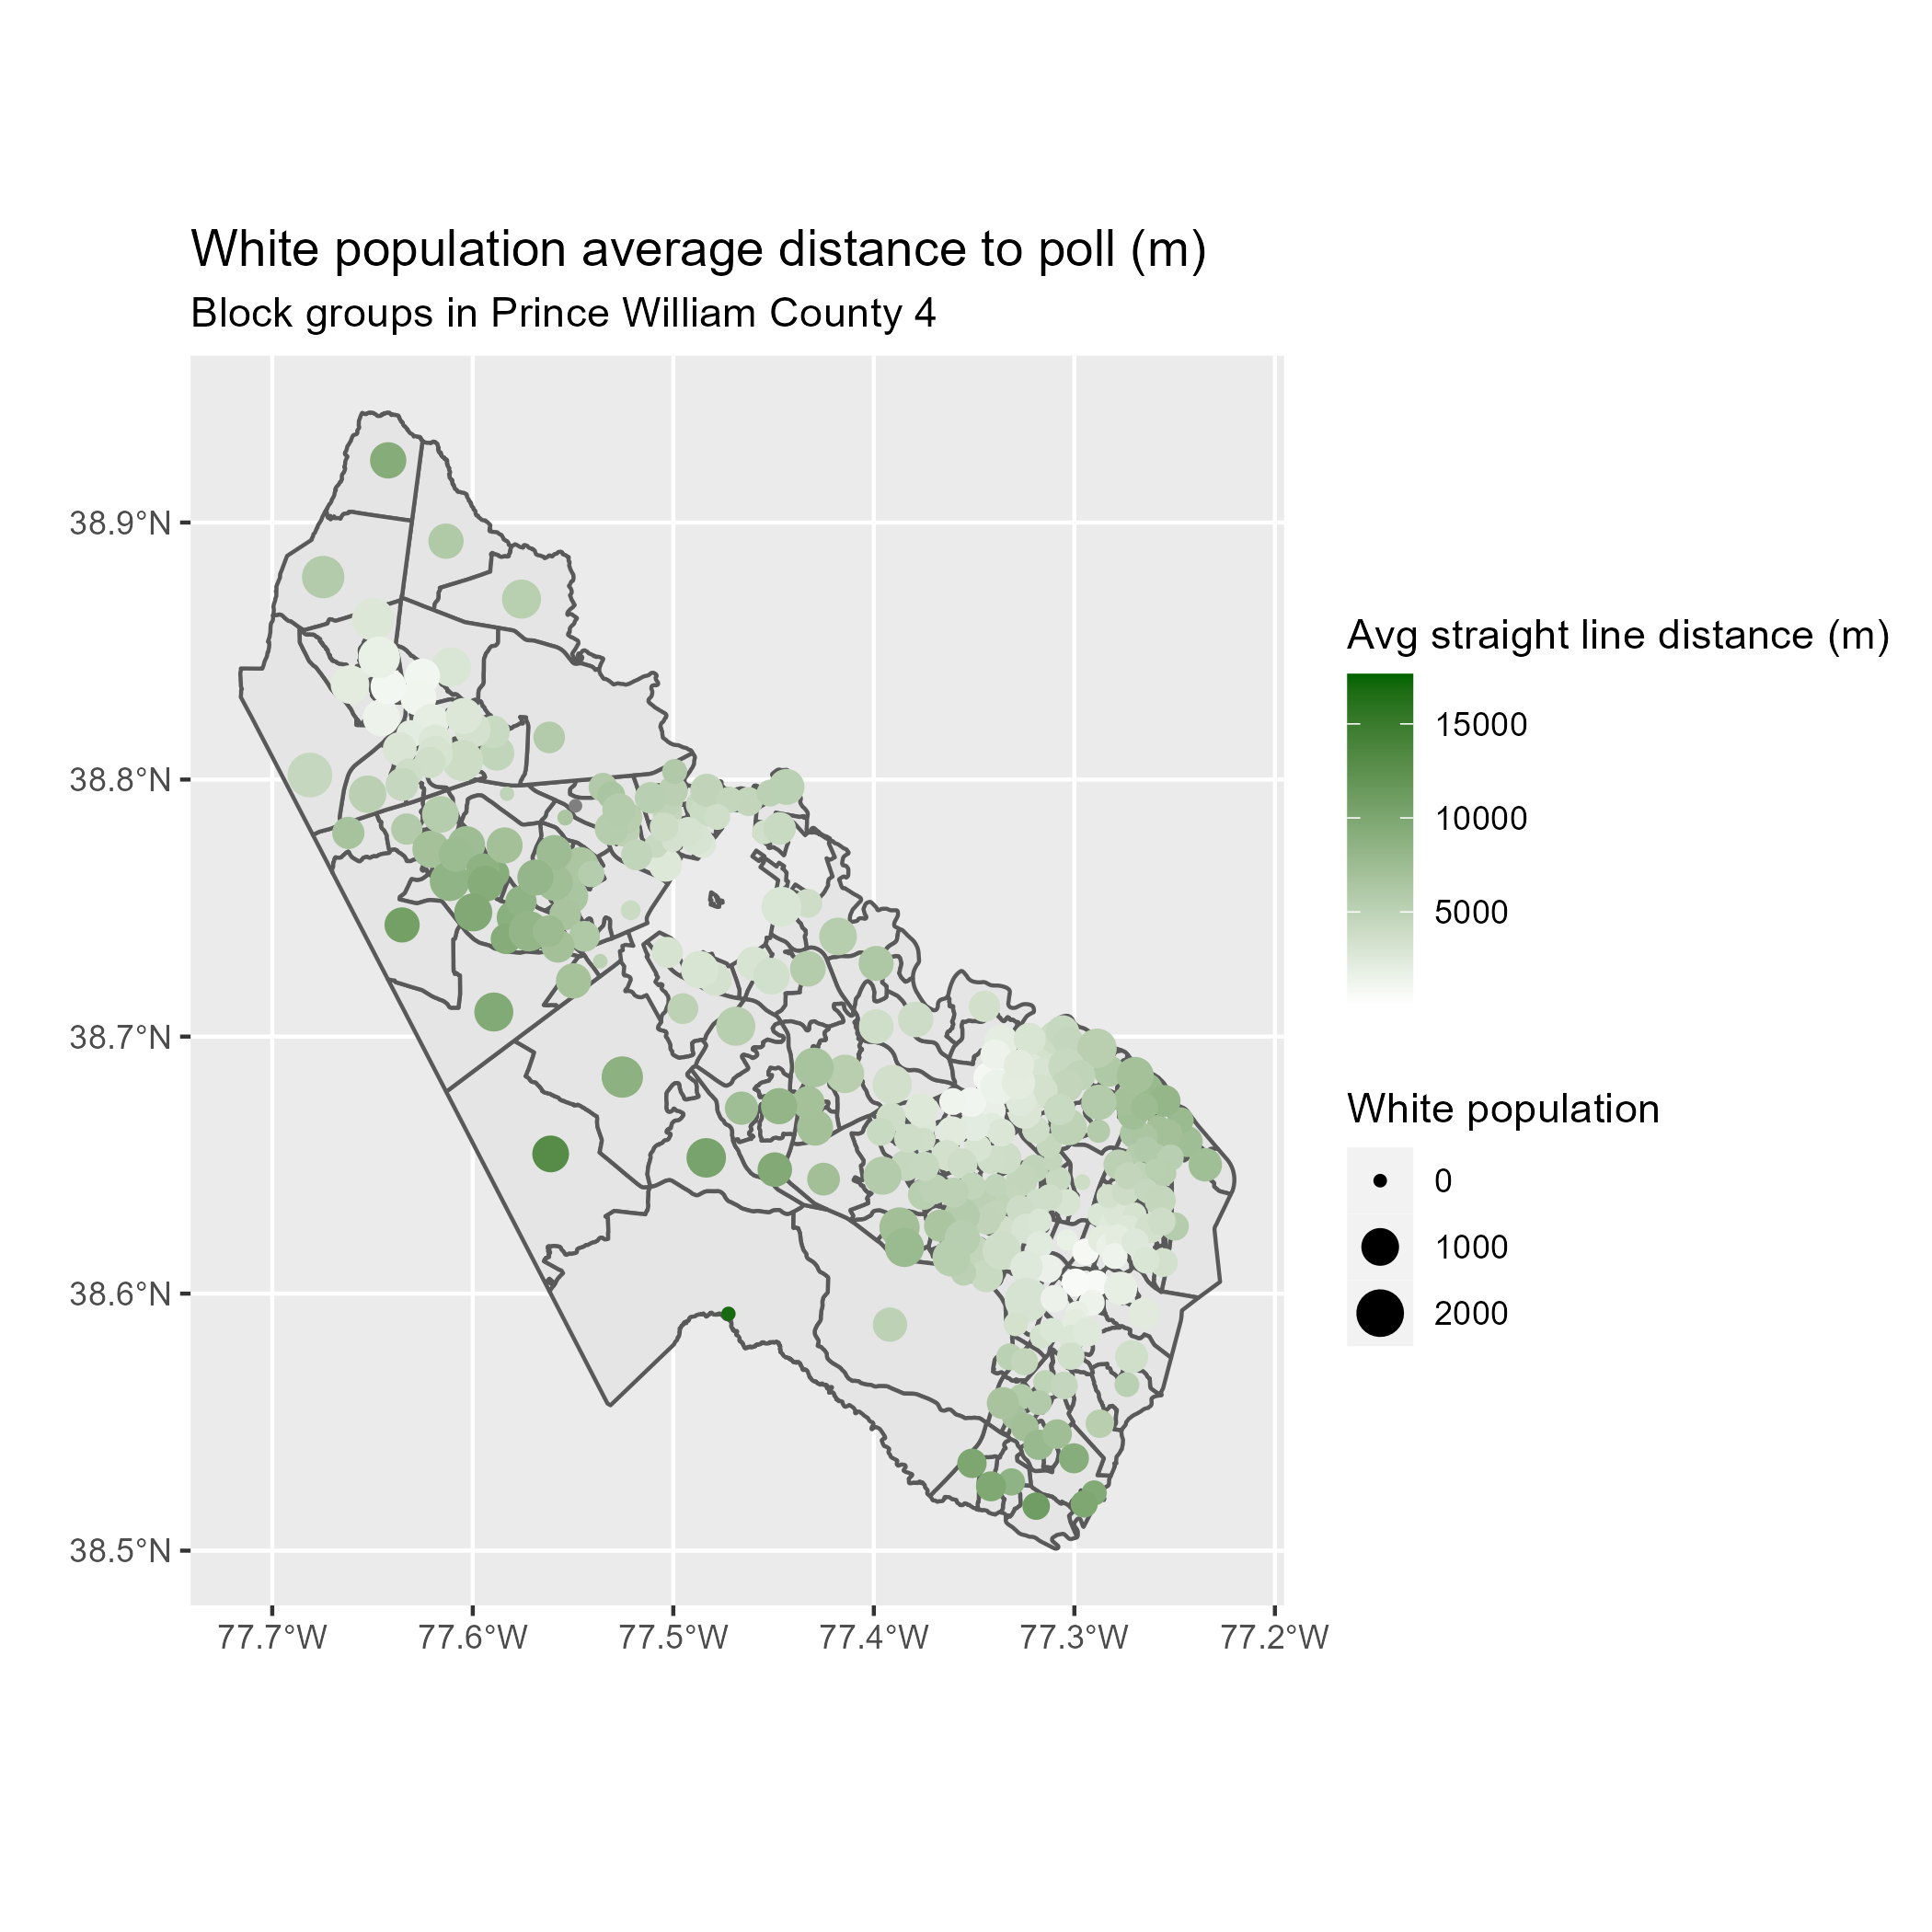 White population average distance to poll (m)
Block groups in Prince William County 4
38.9°N
38.8°N
38.7°N
38.6°N
38.5°N
77.7°W
77.6°W
77.5°W
77.4°W
77.3°W
77.2°W
Avg straight line distance (m)
15000
10000
5000
White population
0
1000
2000